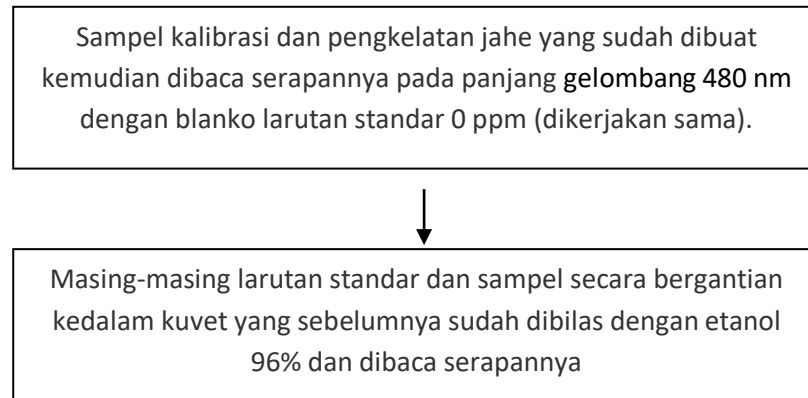 Sampel kalibrasi dan pengkelatan jahe yang sudah dibuat
kemudian dibaca serapannya pada panjang gelombang 480 nm
dengan blanko larutan standar 0 ppm (dikerjakan sama).
Masing-masing larutan standar dan sampel secara bergantian
kedalam kuvet yang sebelumnya sudah dibilas dengan etanol
96% dan dibaca serapannya